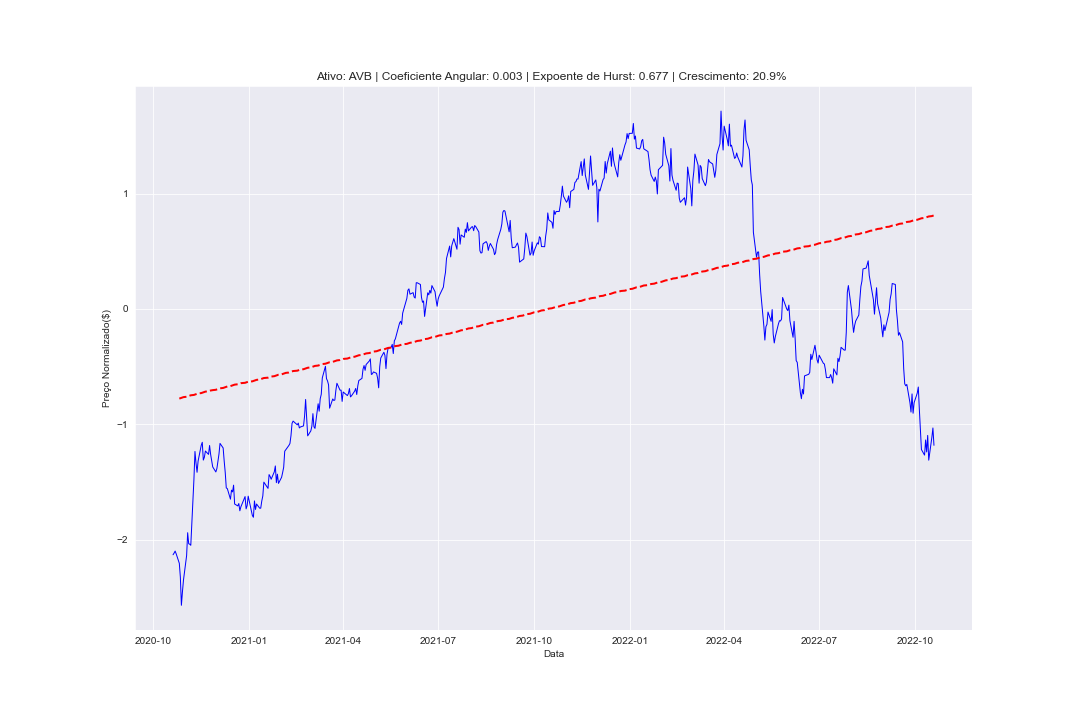 Ativo: AVB | Coeficiente Angular: 0.003 | Expoente de Hurst: 0.677 | Crescimento: 20.9%
Preço Normalizado($)
1
0
−1
−2
2020-10 2021-01 2021-04 2021-07 2021-10 2022-01 2022-04 2022-07 2022-10
Data